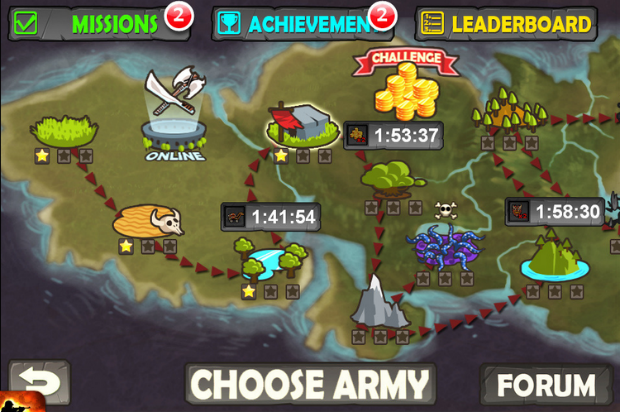 MISSIONS 2
ACHIEVEMEN 2
LEADERBOARD
CHALLENGE
1:53:37
ONLINE
1:41:54
1:58:30
CHOOSE ARMY
FORUM